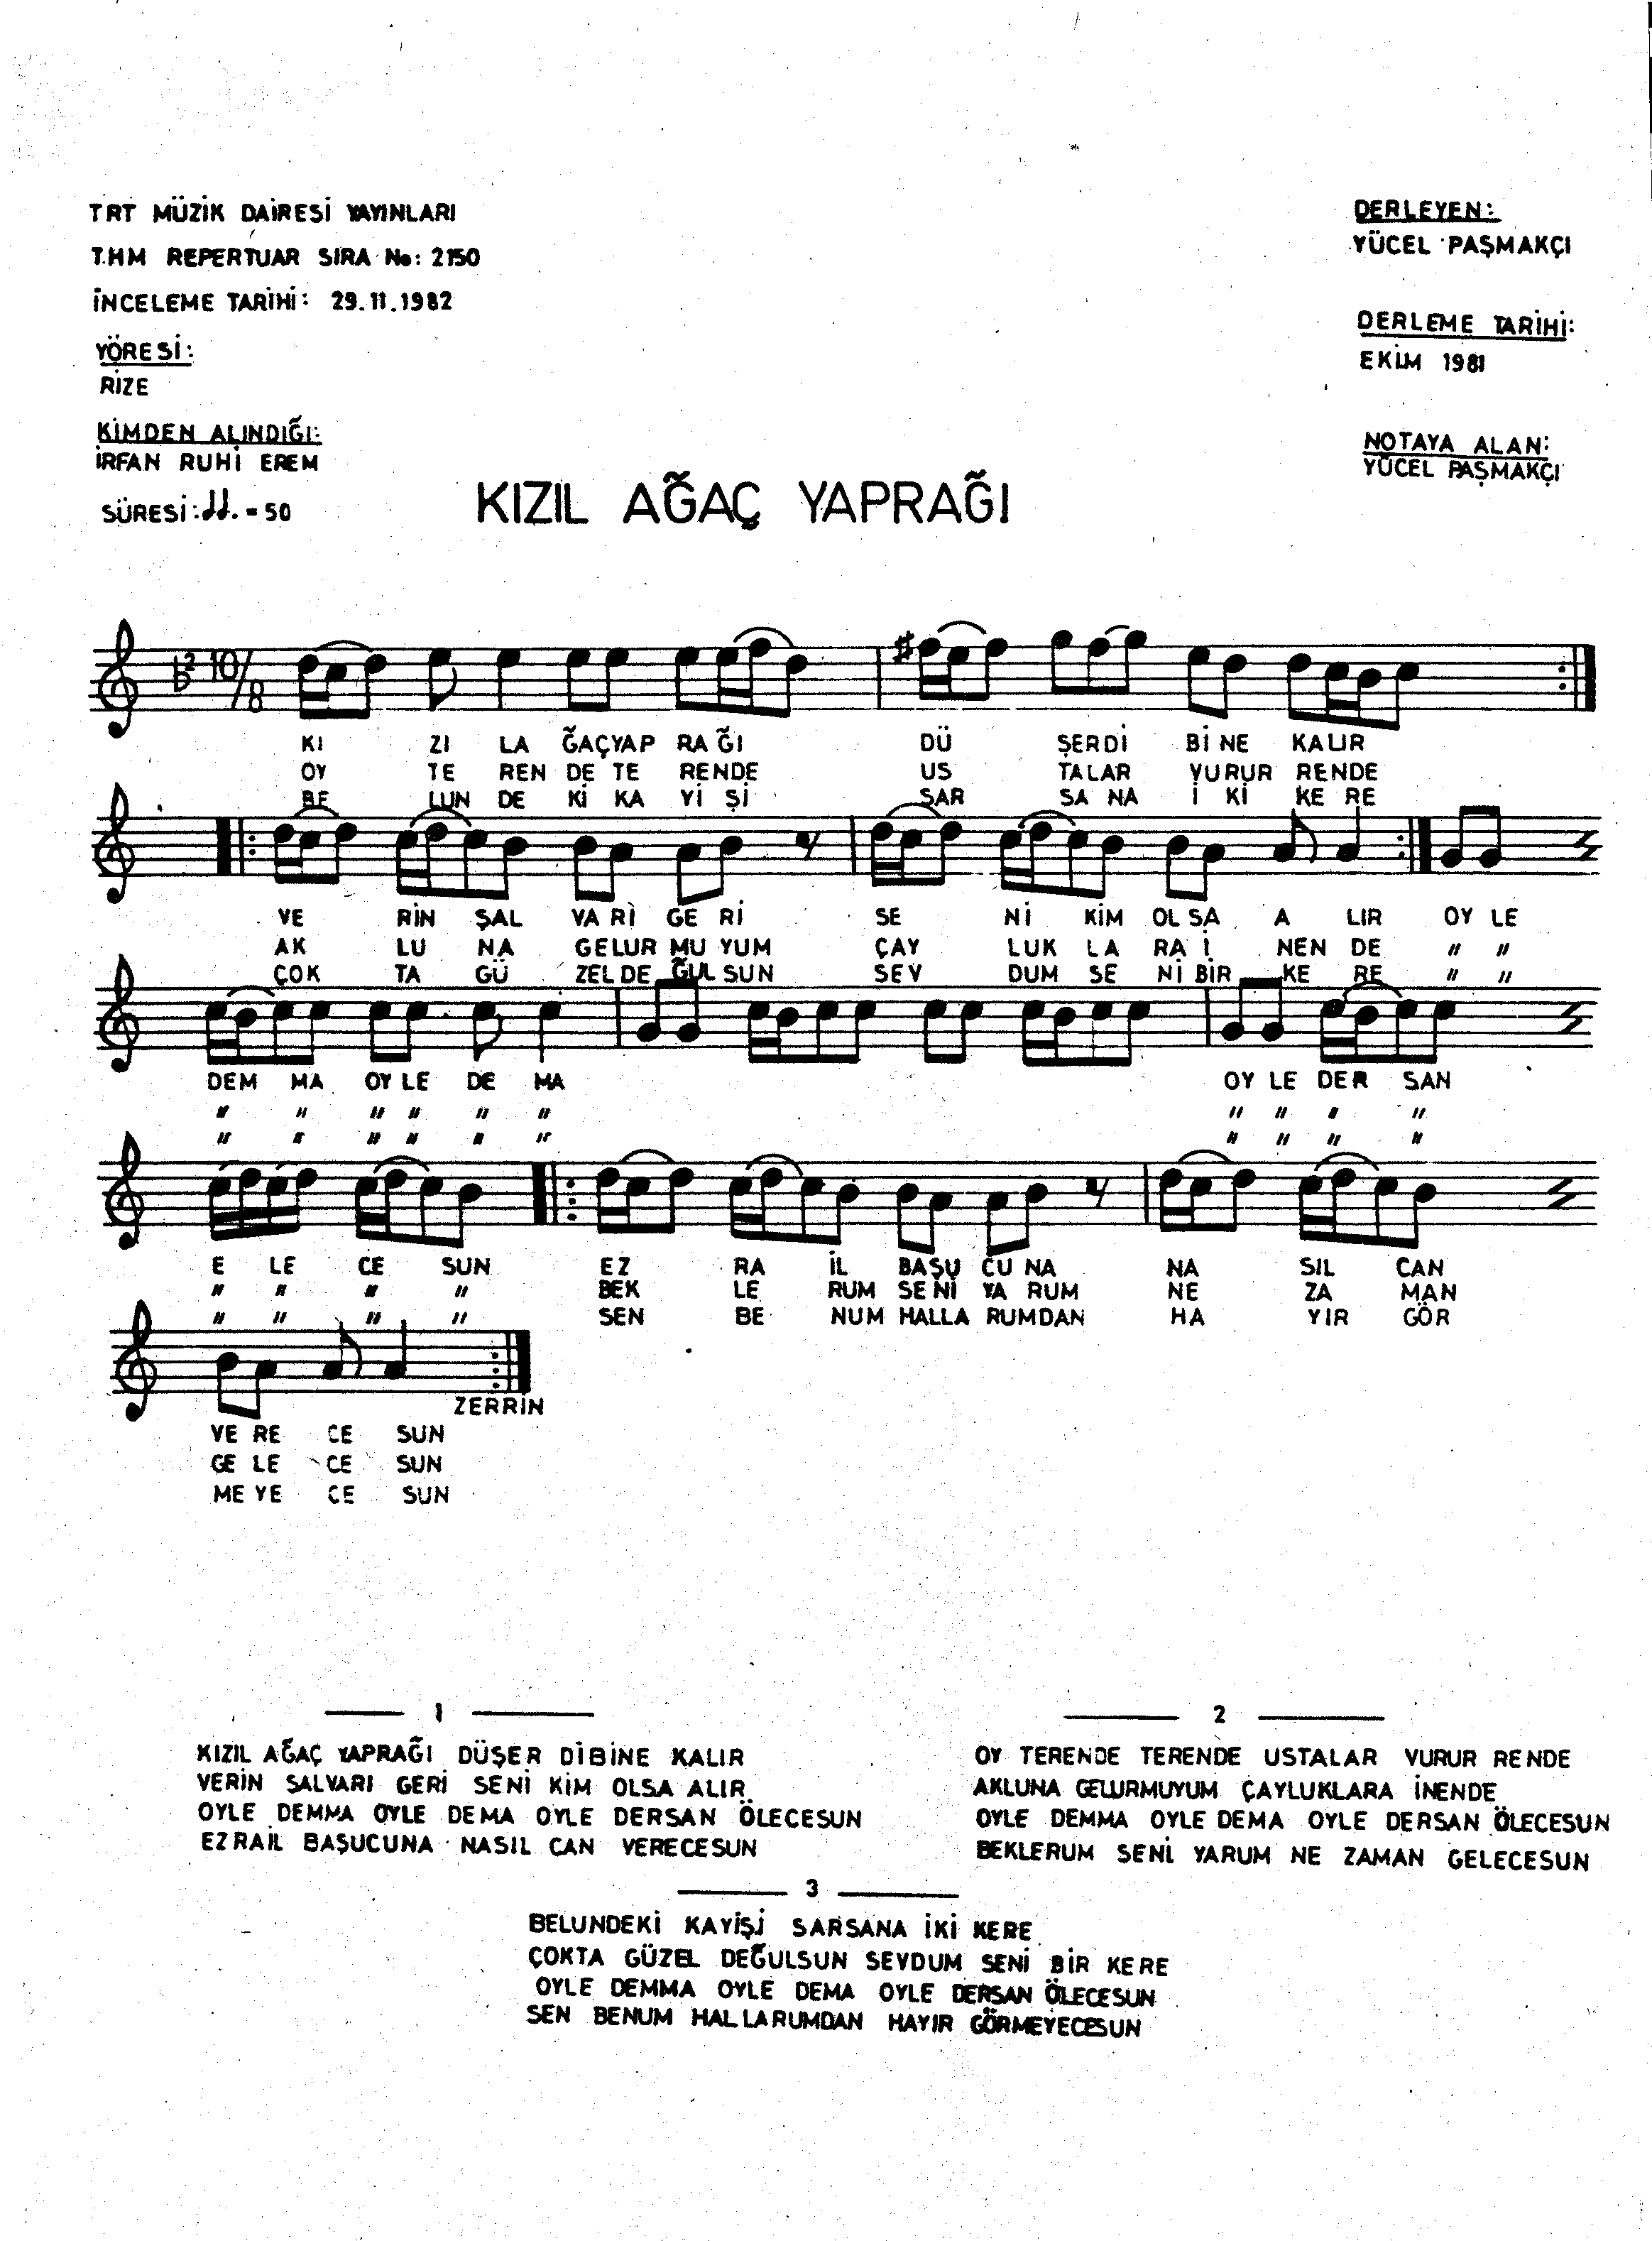 TRT MÜZİK DAİRESİ YAYINLARI
T.H.M REPERTUAR SIRA No: 2150
İNCELEME TARİHİ: 29.11.1982
YÖRESİ:
RİZE
KİMDEN ALINDIĞI:
İRFAN RUHİ EREM
SÜRESİ: = 50
DERLEYEN:
YÜCEL PAŞMAKÇI
DERLEME TARİHİ:
EKİM 1981
NOTAYA ALAN:
YÜCEL PAŞMAKÇI
KIZIL AĞAÇ YAPRAĞI
10/8
KI ZI LA ĞAÇ YAP RA ĞI DÜ ŞER Dİ Bİ NE KALIR
OY TE REN DE TE RENDE US TALAR VURUR RENDE
BE LUN DE Kİ KA Yİ Şİ SAR SA NA İ Kİ KE RE
VE RİN ŞAL VA Rİ GE Rİ SE Nİ KİM OL SA A LIR OY LE
AK LU NA GELUR MU YUM ÇAY LUK LA RA İ NEN DE " "
ÇOK TA GÜ ZEL DE ĞUL SUN SEV DUM SE Nİ BİR KE RE " "
DEM MA OY LE DE MA OY LE DER SAN
" " " " " " " " " "
" " " " " " " " " "
E LE CE SUN EZ RA İL BAŞU CU NA NA SIL CAN
" " " " BEK LE RUM SE Nİ YA RUM NE ZA MAN
" " " " SEN BE NUM HALLA RUMDAN HA YIR GÖR
ZERRİN
VE RE CE SUN
GE LE CE SUN
ME YE CE SUN
1
KIZIL AĞAÇ YAPRAĞI DÜŞER DİBİNE KALIR
VERİN SALVARI GERİ SENİ KİM OLSA ALIR
OYLE DEMMA OYLE DEMA OYLE DERSAN ÖLECESUN
EZRAİL BAŞUCUNA NASIL CAN VERECESUN
2
OY TERENDE TERENDE USTALAR VURUR RENDE
AKLUNA GELURMUYUM ÇAYLUKLARA İNENDE
OYLE DEMMA OYLE DEMA OYLE DERSAN ÖLECESUN
BEKLERUM SENİ YARUM NE ZAMAN GELECESUN
3
BELUNDEKİ KAYİŞİ SARSANA İKİ KERE
ÇOKTA GÜZEL DEĞULSUN SEVDUM SENİ BİR KERE
OYLE DEMMA OYLE DEMA OYLE DERSAN ÖLECESUN
SEN BENUM HALLARUMDAN HAYIR GÖRMEYECESUN